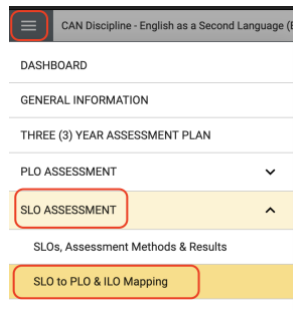 CAN Discipline - English as a Second Language (E
DASHBOARD
GENERAL INFORMATION
THREE (3) YEAR ASSESSMENT PLAN
PLO ASSESSMENT
SLO ASSESSMENT
SLOs, Assessment Methods & Results
SLO to PLO & ILO Mapping